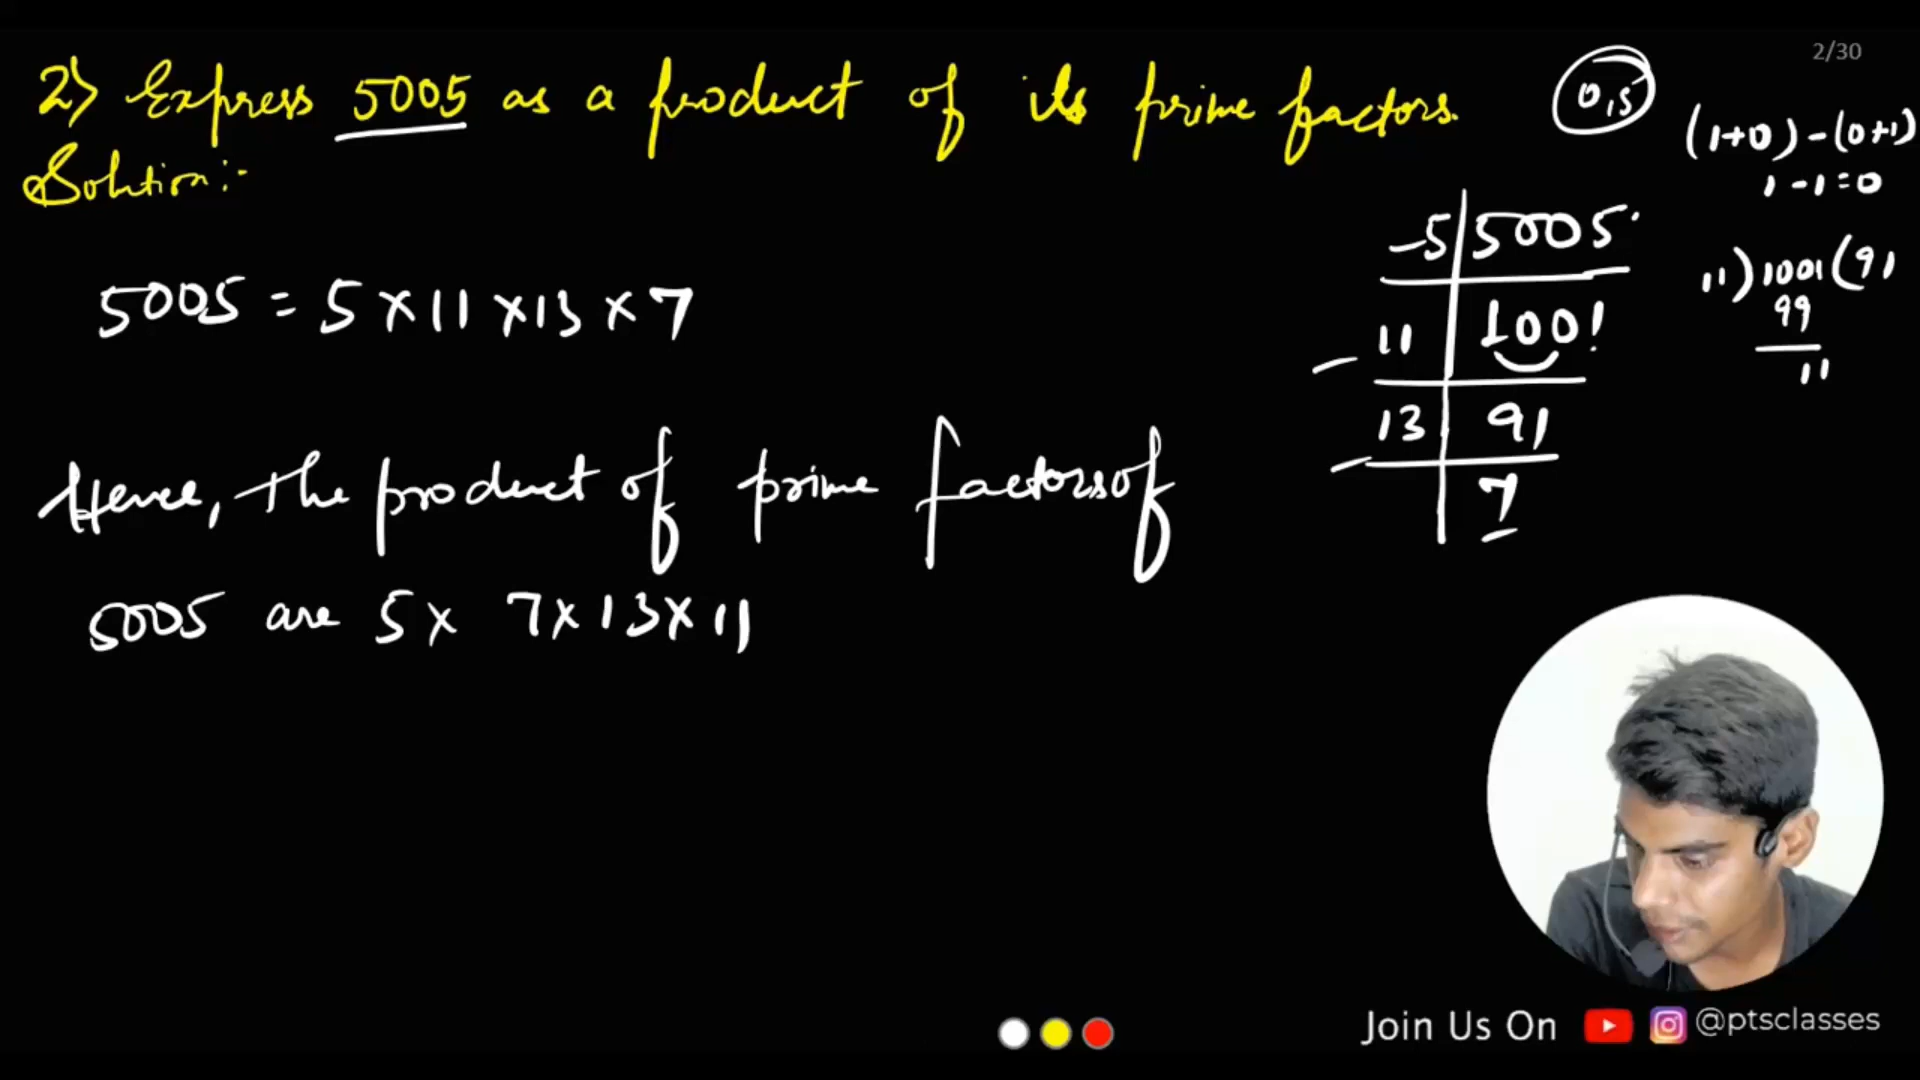 2/30
2) Express 5005 as a product of its prime factors.
0,5
Solution:-
(1+0)-(0+1)
1-1=0
5 | 5005
11 | 1001
13 | 91
7
11)1001(91
99
11
5005 = 5×11×13×7
Hence, the product of prime factors of
5005 are 5× 7×13×11
Join Us On @ptsclasses